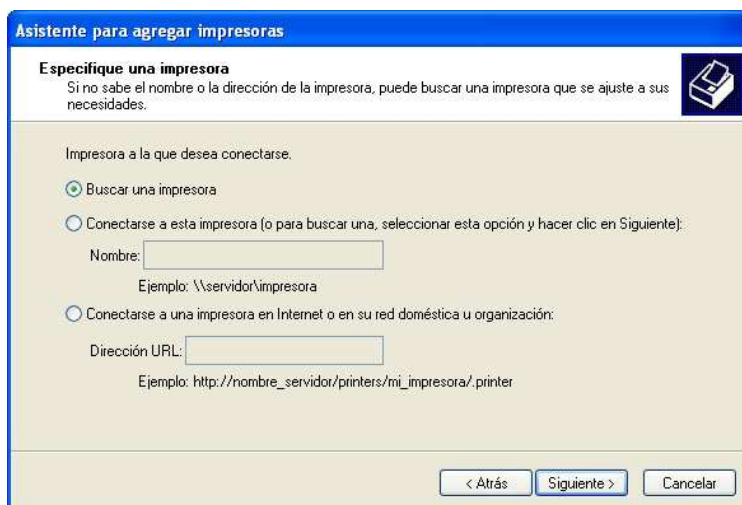 Asistente para agregar impresoras
Especifique una impresora
Si no sabe el nombre o la dirección de la impresora, puede buscar una impresora que se ajuste a sus
necesidades.
Impresora a la que desea conectarse.
Buscar una impresora
Conectarse a esta impresora (o para buscar una, seleccionar esta opción y hacer clic en Siguiente):
Nombre:
Ejemplo: \\servidor\impresora
Conectarse a una impresora en Internet o en su red doméstica u organización:
Dirección URL:
Ejemplo: http://nombre_servidor/printers/mi_impresora/.printer
< Atrás Siguiente > Cancelar